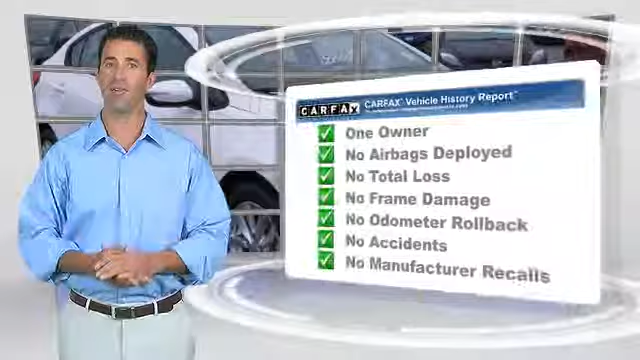 CARFAX CARFAX Vehicle History Report™
One Owner
No Airbags Deployed
No Total Loss
No Frame Damage
No Odometer Rollback
No Accidents
No Manufacturer Recalls